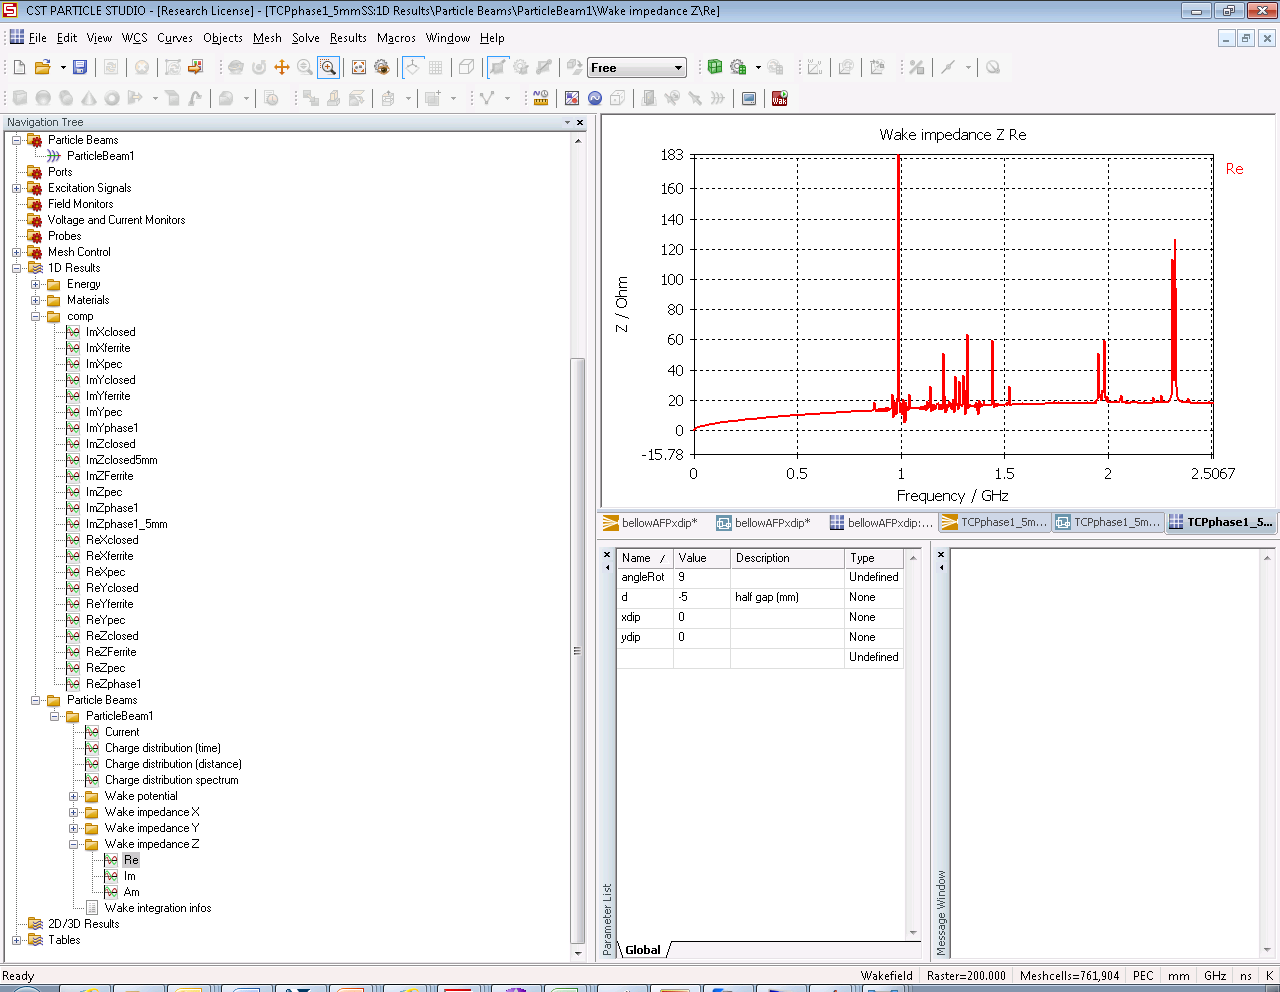 CST PARTICLE STUDIO - [Research License] - [TCPphase1_5mmSS:1D Results\Particle Beams\ParticleBeam1\Wake impedance Z\Re]
File Edit View WCS Curves Objects Mesh Solve Results Macros Window Help
Free
Wak
Navigation Tree
Particle Beams
ParticleBeam1
Ports
Excitation Signals
Field Monitors
Voltage and Current Monitors
Probes
Mesh Control
1D Results
Energy
Materials
comp
ImXclosed
ImXferrite
ImXpec
ImYclosed
ImYferrite
ImYpec
ImYphase1
ImZclosed
ImZclosed5mm
ImZFerrite
ImZpec
ImZphase1
ImZphase1_5mm
ReXclosed
ReXferrite
ReXpec
ReYclosed
ReYferrite
ReYpec
ReZclosed
ReZFerrite
ReZpec
ReZphase1
Particle Beams
ParticleBeam1
Current
Charge distribution (time)
Charge distribution (distance)
Charge distribution spectrum
Wake potential
Wake impedance X
Wake impedance Y
Wake impedance Z
Re
Im
Am
Wake integration infos
2D/3D Results
Tables
Wake impedance Z Re
Re
183
160
140
120
100
80
60
40
20
0
-15.78
Z / Ohm
0 0.5 1 1.5 2 2.5067
Frequency / GHz
bellowAFPxdip* bellowAFPxdip* bellowAFPxdip:... TCPphase1_5m... TCPphase1_5m... TCPphase1_5...
Name / Value Description Type
angleRot 9 Undefined
d -5 half gap (mm) None
xdip 0 None
ydip 0 None
Undefined
Parameter List
Global
Message Window
Ready
Wakefield Raster=200.000 Meshcells=761,904 PEC mm GHz ns K